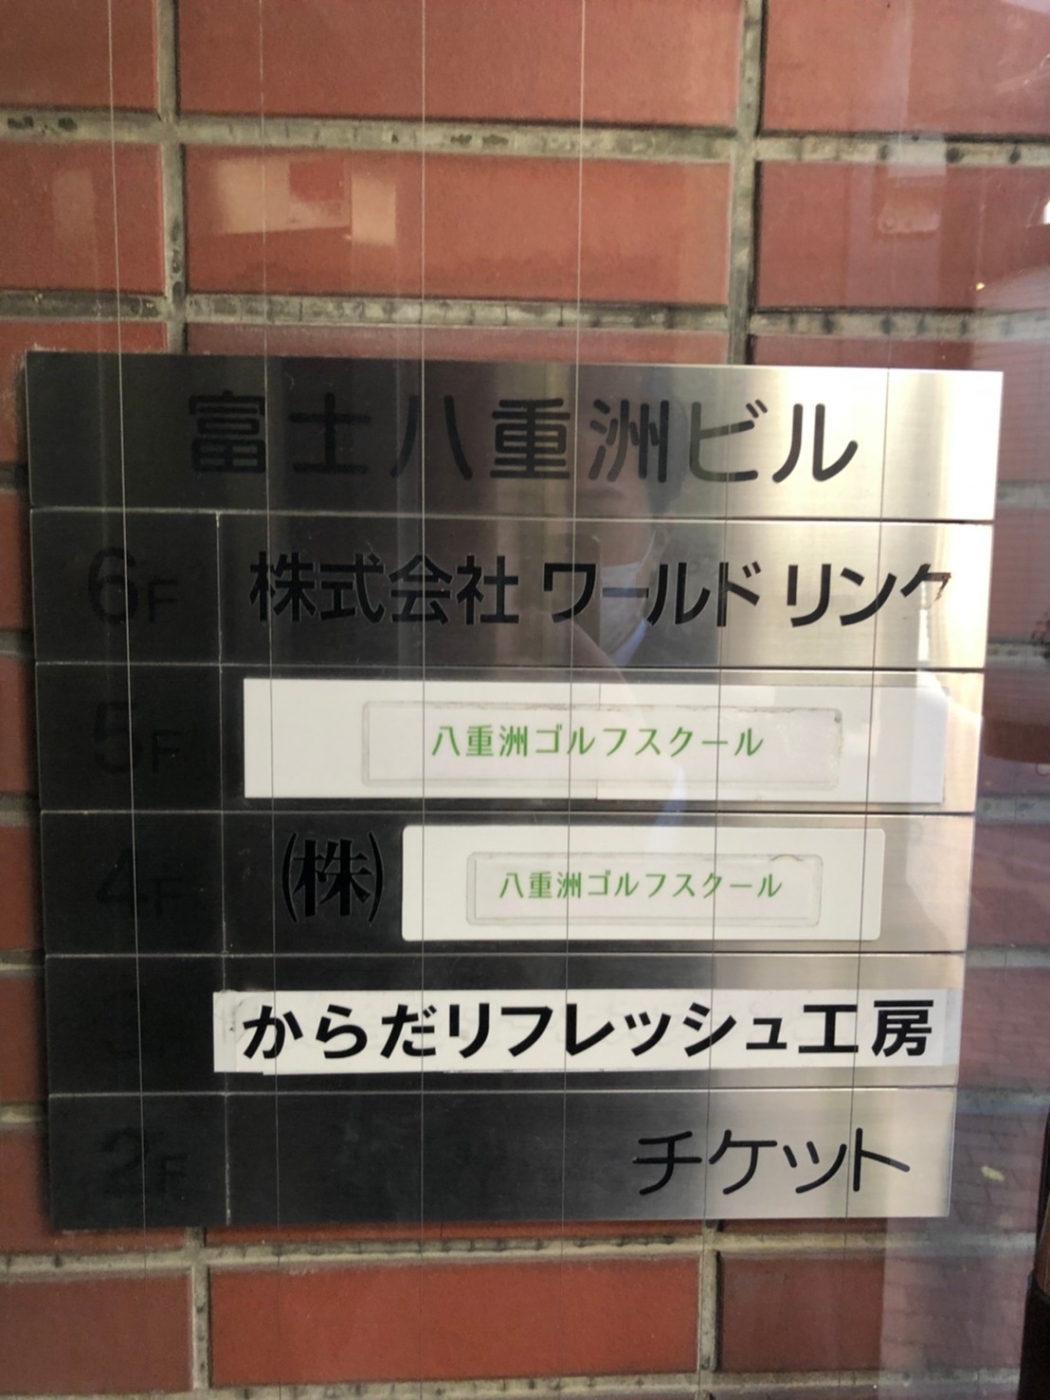 富士八重洲ビル
6F 株式会社 ワールドリンク
5F 八重洲ゴルフスクール
4F (株) 八重洲ゴルフスクール
からだリフレッシュ工房
2F チケット